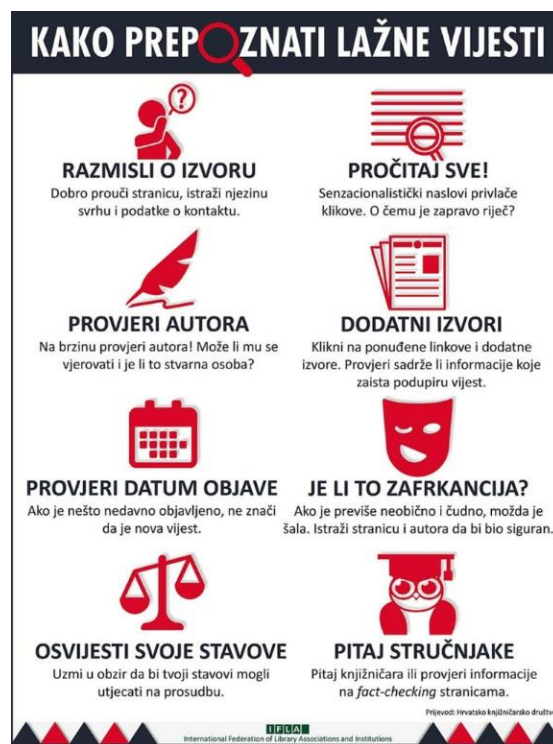 KAKO PREPOZNATI LAŽNE VIJESTI
?
RAZMISLI O IZVORU
Dobro prouči stranicu, istraži njezinu
svrhu i podatke o kontaktu.
PROČITAJ SVE!
Senzacionalistički naslovi privlače
klikove. O čemu je zapravo riječ?
PROVJERI AUTORA
Na brzinu provjeri autora! Može li mu se
vjerovati i je li to stvarna osoba?
DODATNI IZVORI
Klikni na ponuđene linkove i dodatne
izvore. Provjeri sadrže li informacije koje
zaista podupiru vijest.
PROVJERI DATUM OBJAVE
Ako je nešto nedavno objavljeno, ne znači
da je nova vijest.
JE LI TO ZAFRKANCIJA?
Ako je previše neobično i čudno, možda je
šala. Istraži stranicu i autora da bi bio siguran.
OSVIJESTI SVOJE STAVOVE
Uzmi u obzir da bi tvoji stavovi mogli
utjecati na prosudbu.
PITAJ STRUČNJAKE
Pitaj knjižničara ili provjeri informacije
na fact-checking stranicama.
Prijevod: Hrvatsko knjižničarsko društv
IFLA
International Federation of Library Associations and Institutions